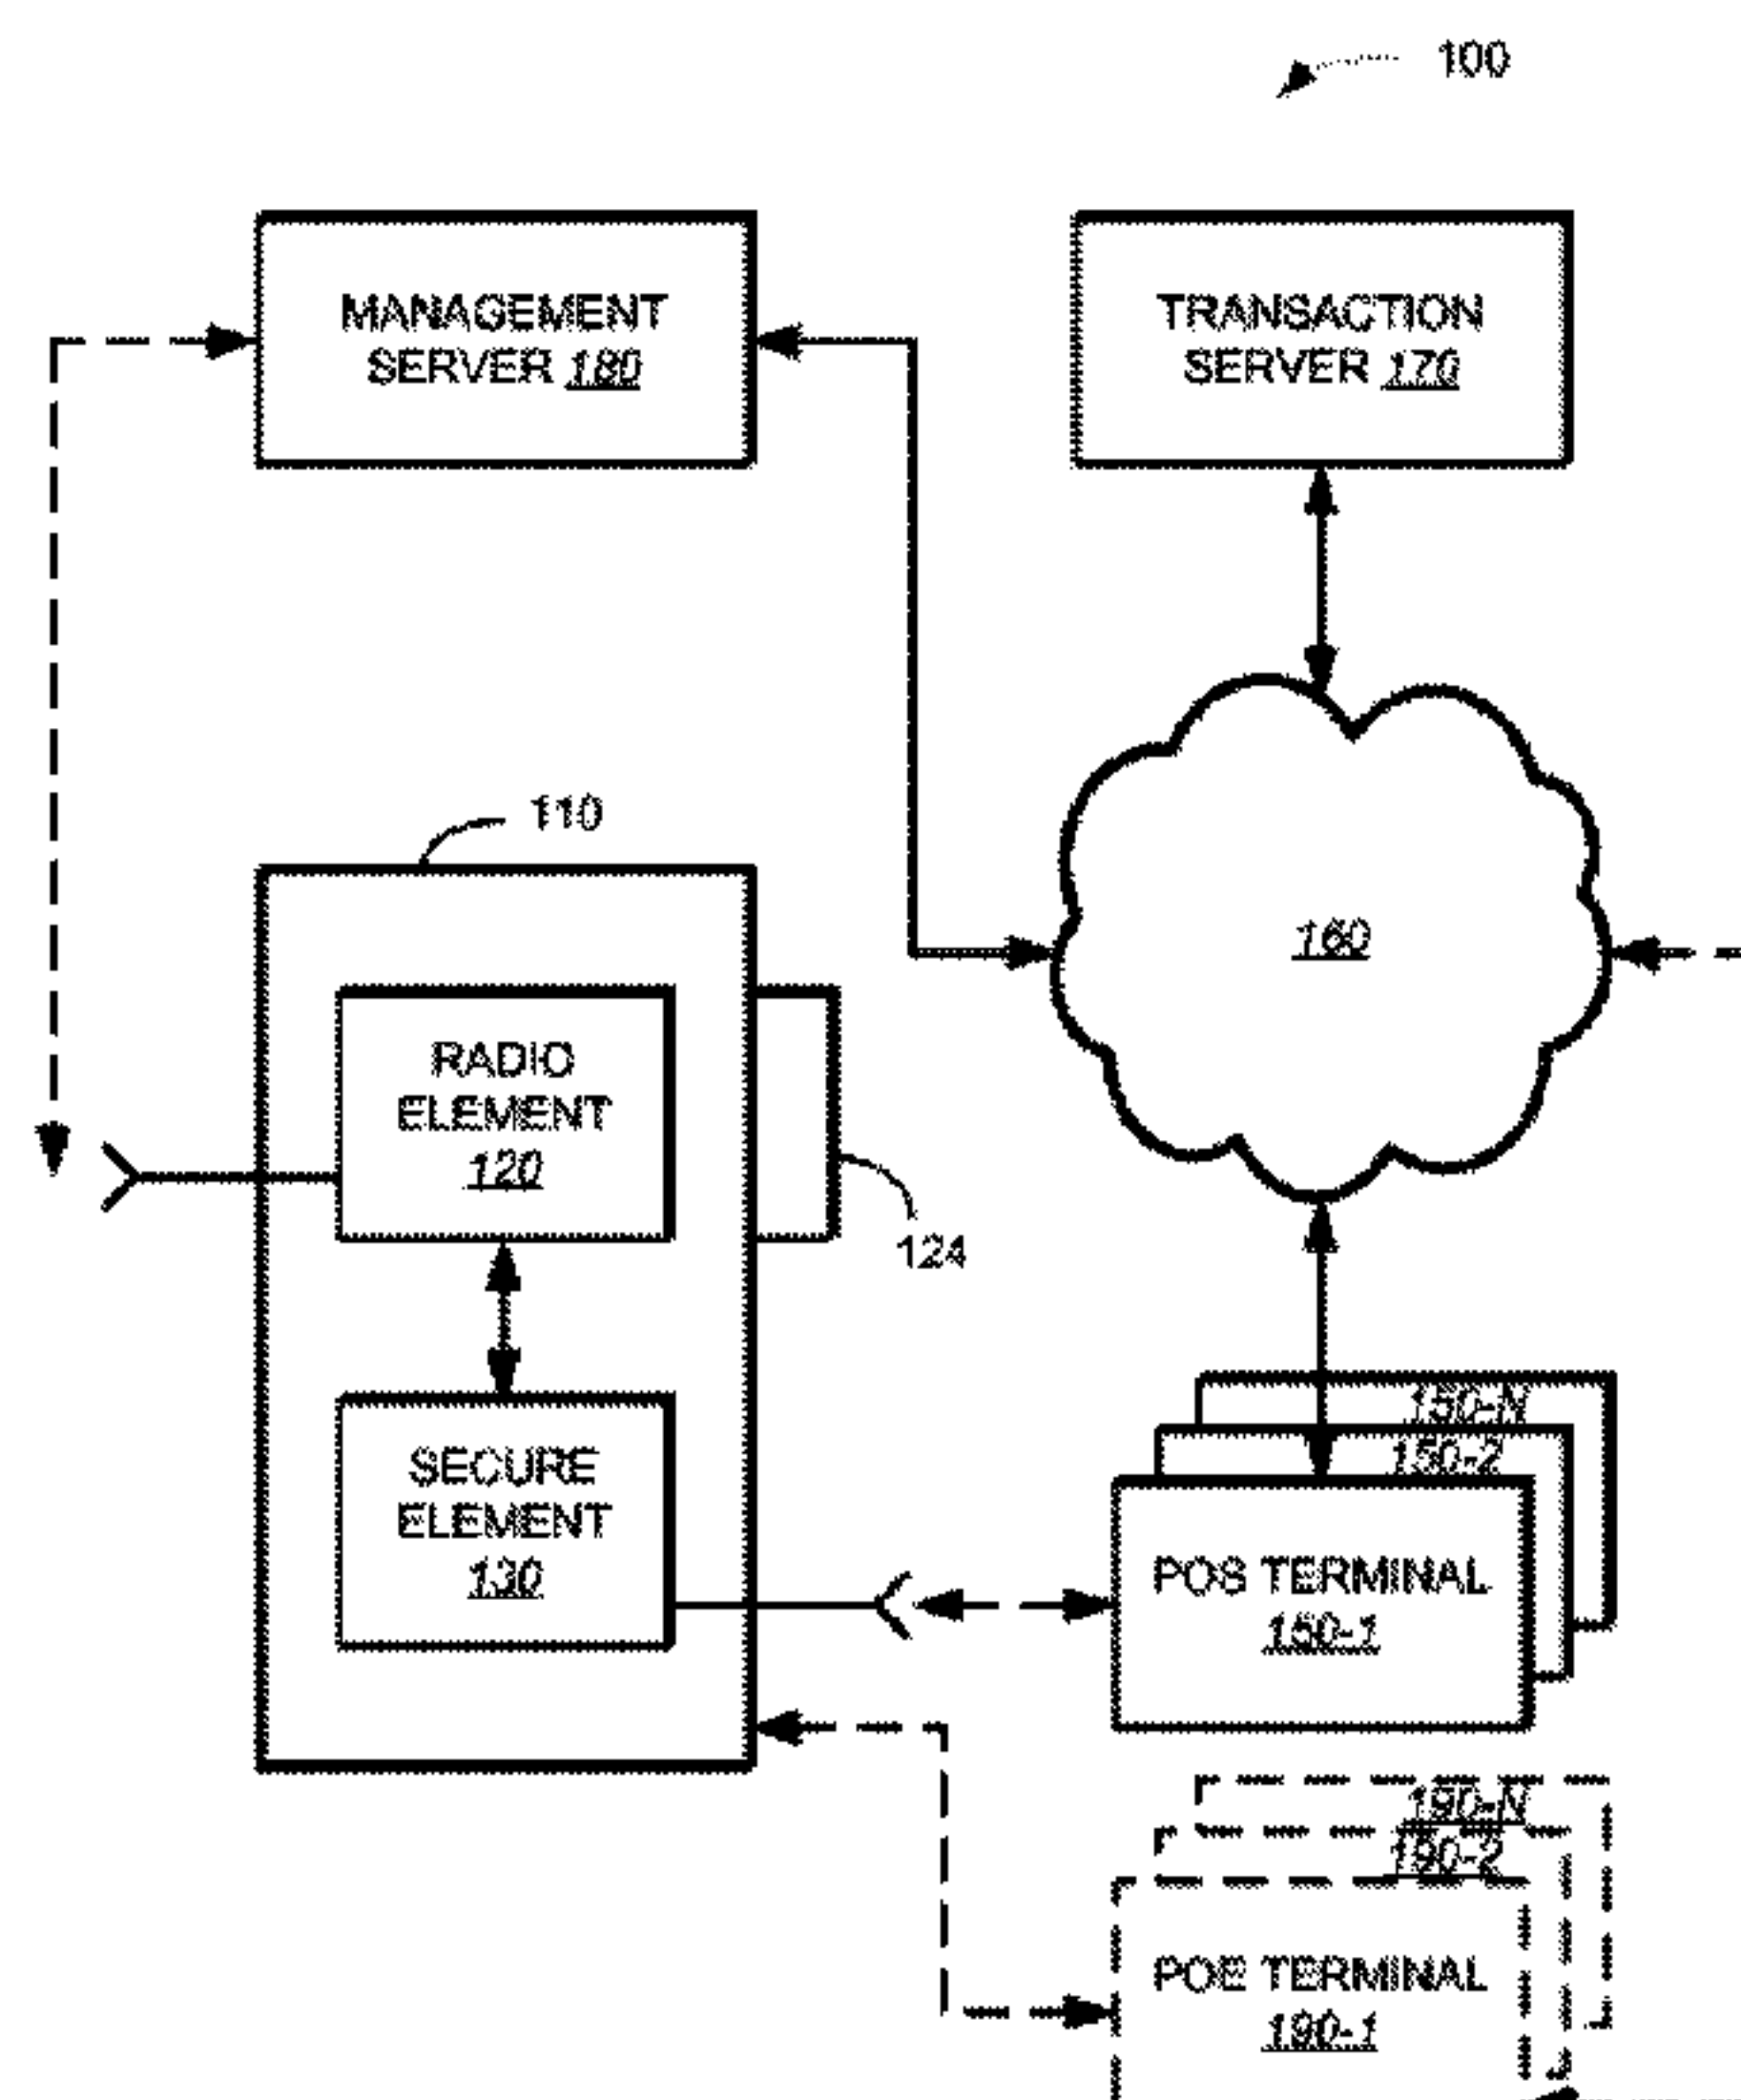 100
MANAGEMENT
SERVER 180
TRANSACTION
SERVER 170
110
160
RADIO
ELEMENT
120
124
150-N
150-2
SECURE
ELEMENT
130
POS TERMINAL
150-1
190-N
190-2
POE TERMINAL
190-1